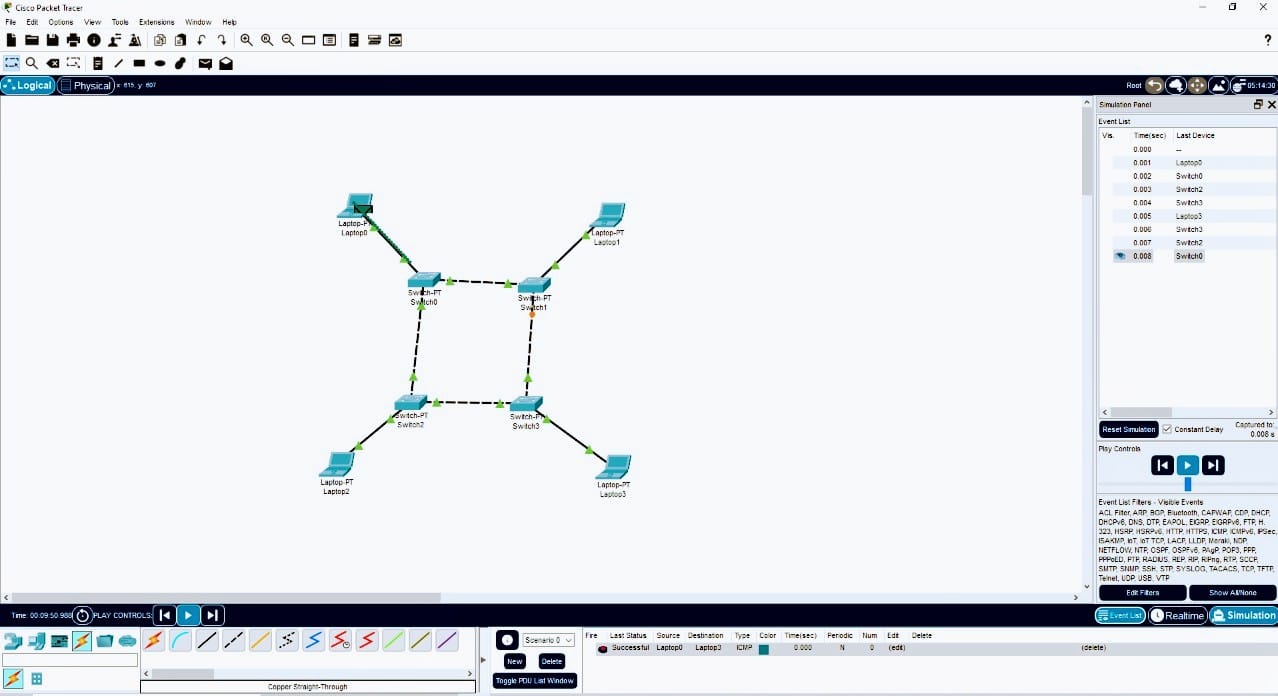 Cisco Packet Tracer
File Edit Options View Tools Extensions Window Help
?
Logical Physical x: 615, y: 607 Root 05:14:30
Simulation Panel
Event List
Vis. Time(sec) Last Device
0.000 --
0.001 Laptop0
0.002 Switch0
0.003 Switch2
0.004 Switch3
0.005 Laptop3
0.006 Switch3
0.007 Switch2
0.008 Switch0
Laptop-PT
Laptop0
Laptop-PT
Laptop1
Switch-PT
Switch0
Switch-PT
Switch1
Switch-PT
Switch2
Switch-PT
Switch3
Laptop-PT
Laptop2
Laptop-PT
Laptop3
Reset Simulation Constant Delay Captured to:
0.008 s
Play Controls
Event List Filters - Visible Events
ACL Filter, ARP, BGP, Bluetooth, CAPWAP, CDP, DHCP,
DHCPv6, DNS, DTP, EAPOL, EIGRP, EIGRPv6, FTP, H.
323, HSRP, HSRPv6, HTTP, HTTPS, ICMP, ICMPv6, IPSec,
ISAKMP, IoT, IoT TCP, LACP, LLDP, Meraki, NDP,
NETFLOW, NTP, OSPF, OSPFv6, PAgP, POP3, PPP,
PPPoED, PTP, RADIUS, REP, RIP, RIPng, RTP, SCCP,
SMTP, SNMP, SSH, STP, SYSLOG, TACACS, TCP, TFTP,
Telnet, UDP, USB, VTP
Edit Filters Show All/None
Time: 00:09:50.988 PLAY CONTROLS: Event List Realtime Simulation
Scenario 0
New Delete
Toggle PDU List Window
Fire Last Status Source Destination Type Color Time(sec) Periodic Num Edit Delete
Successful Laptop0 Laptop3 ICMP 0.000 N 0 (edit) (delete)
Copper Straight-Through